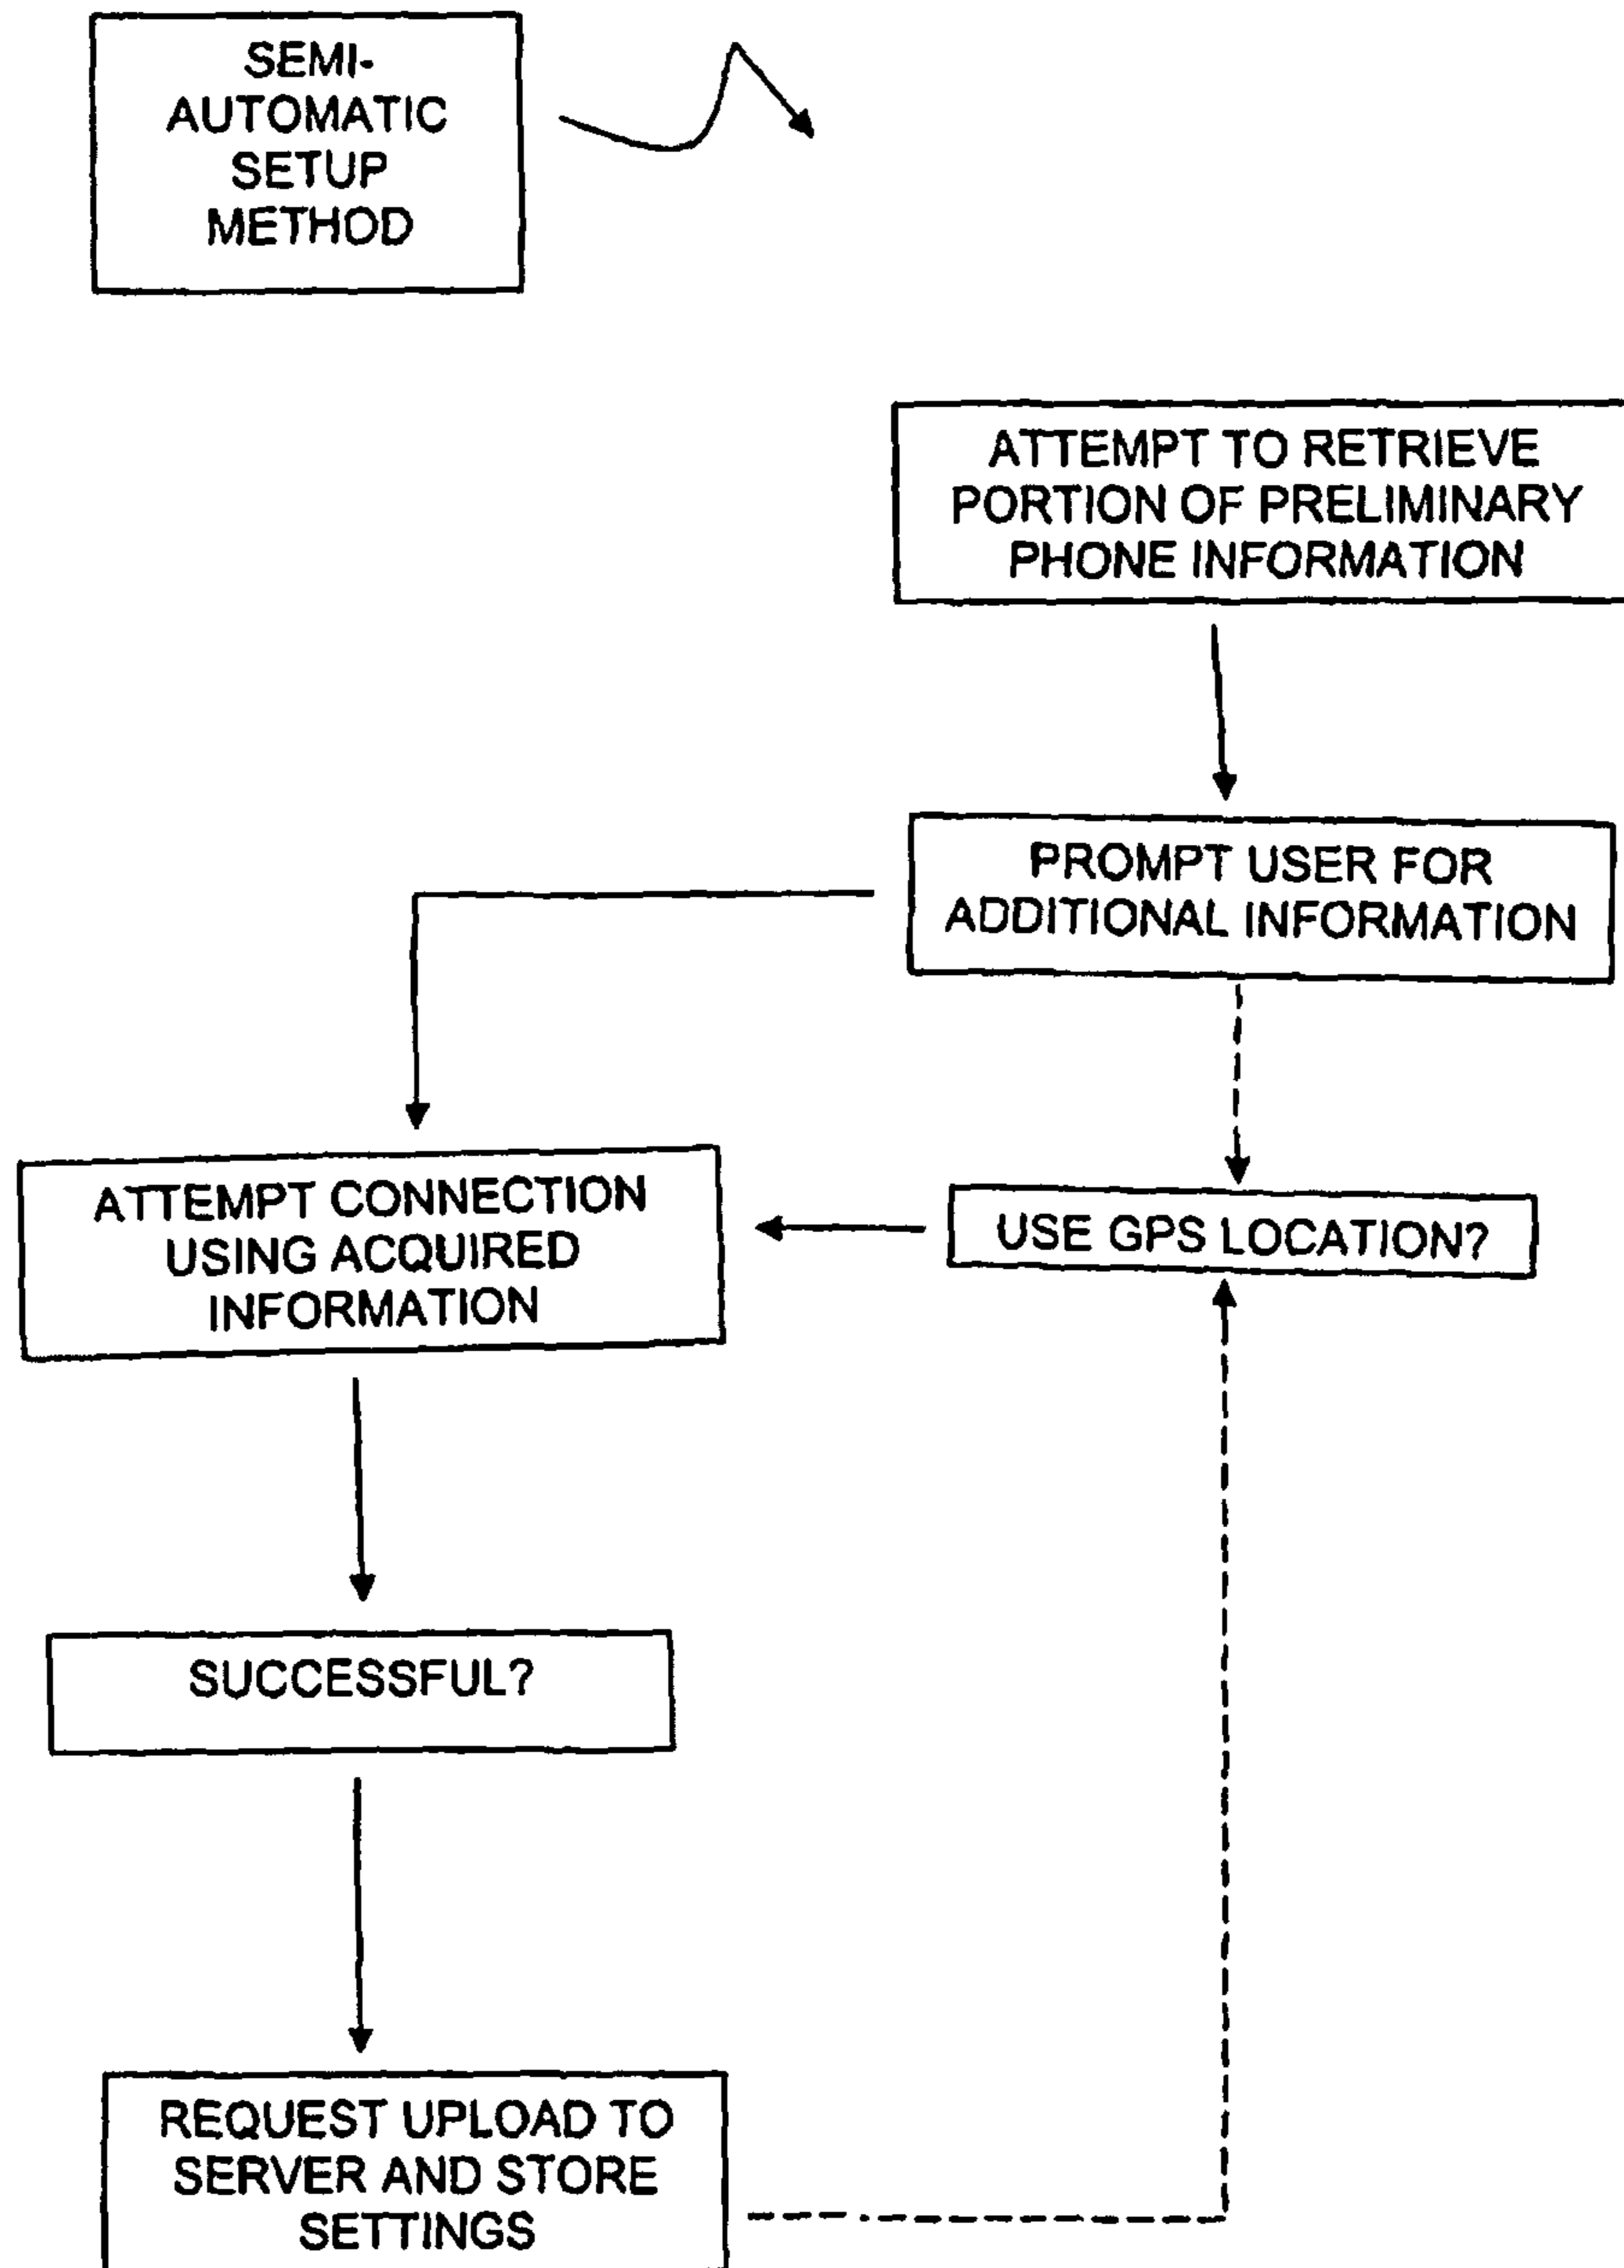 SEMI-
AUTOMATIC
SETUP
METHOD
ATTEMPT TO RETRIEVE
PORTION OF PRELIMINARY
PHONE INFORMATION
PROMPT USER FOR
ADDITIONAL INFORMATION
ATTEMPT CONNECTION
USING ACQUIRED
INFORMATION
USE GPS LOCATION?
SUCCESSFUL?
REQUEST UPLOAD TO
SERVER AND STORE
SETTINGS